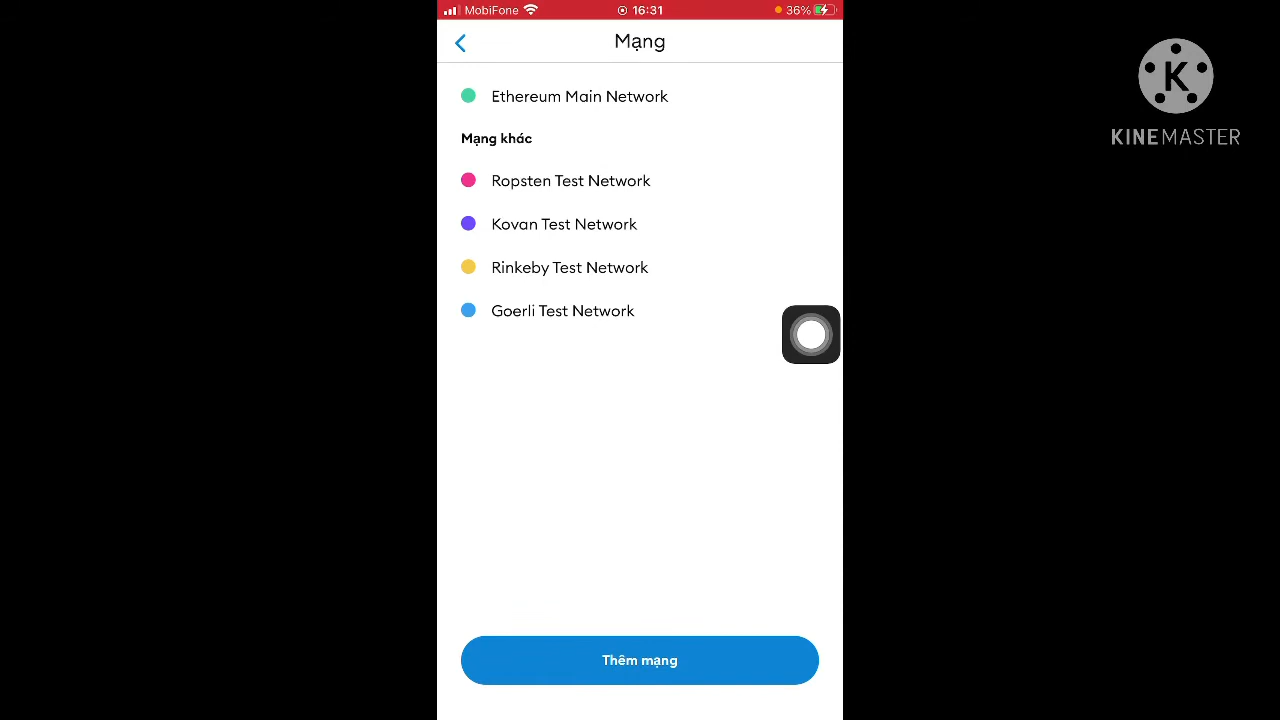 MobiFone 16:31 36%
Mạng
Ethereum Main Network
Mạng khác
Ropsten Test Network
Kovan Test Network
Rinkeby Test Network
Goerli Test Network
Thêm mạng
K
KINEMASTER